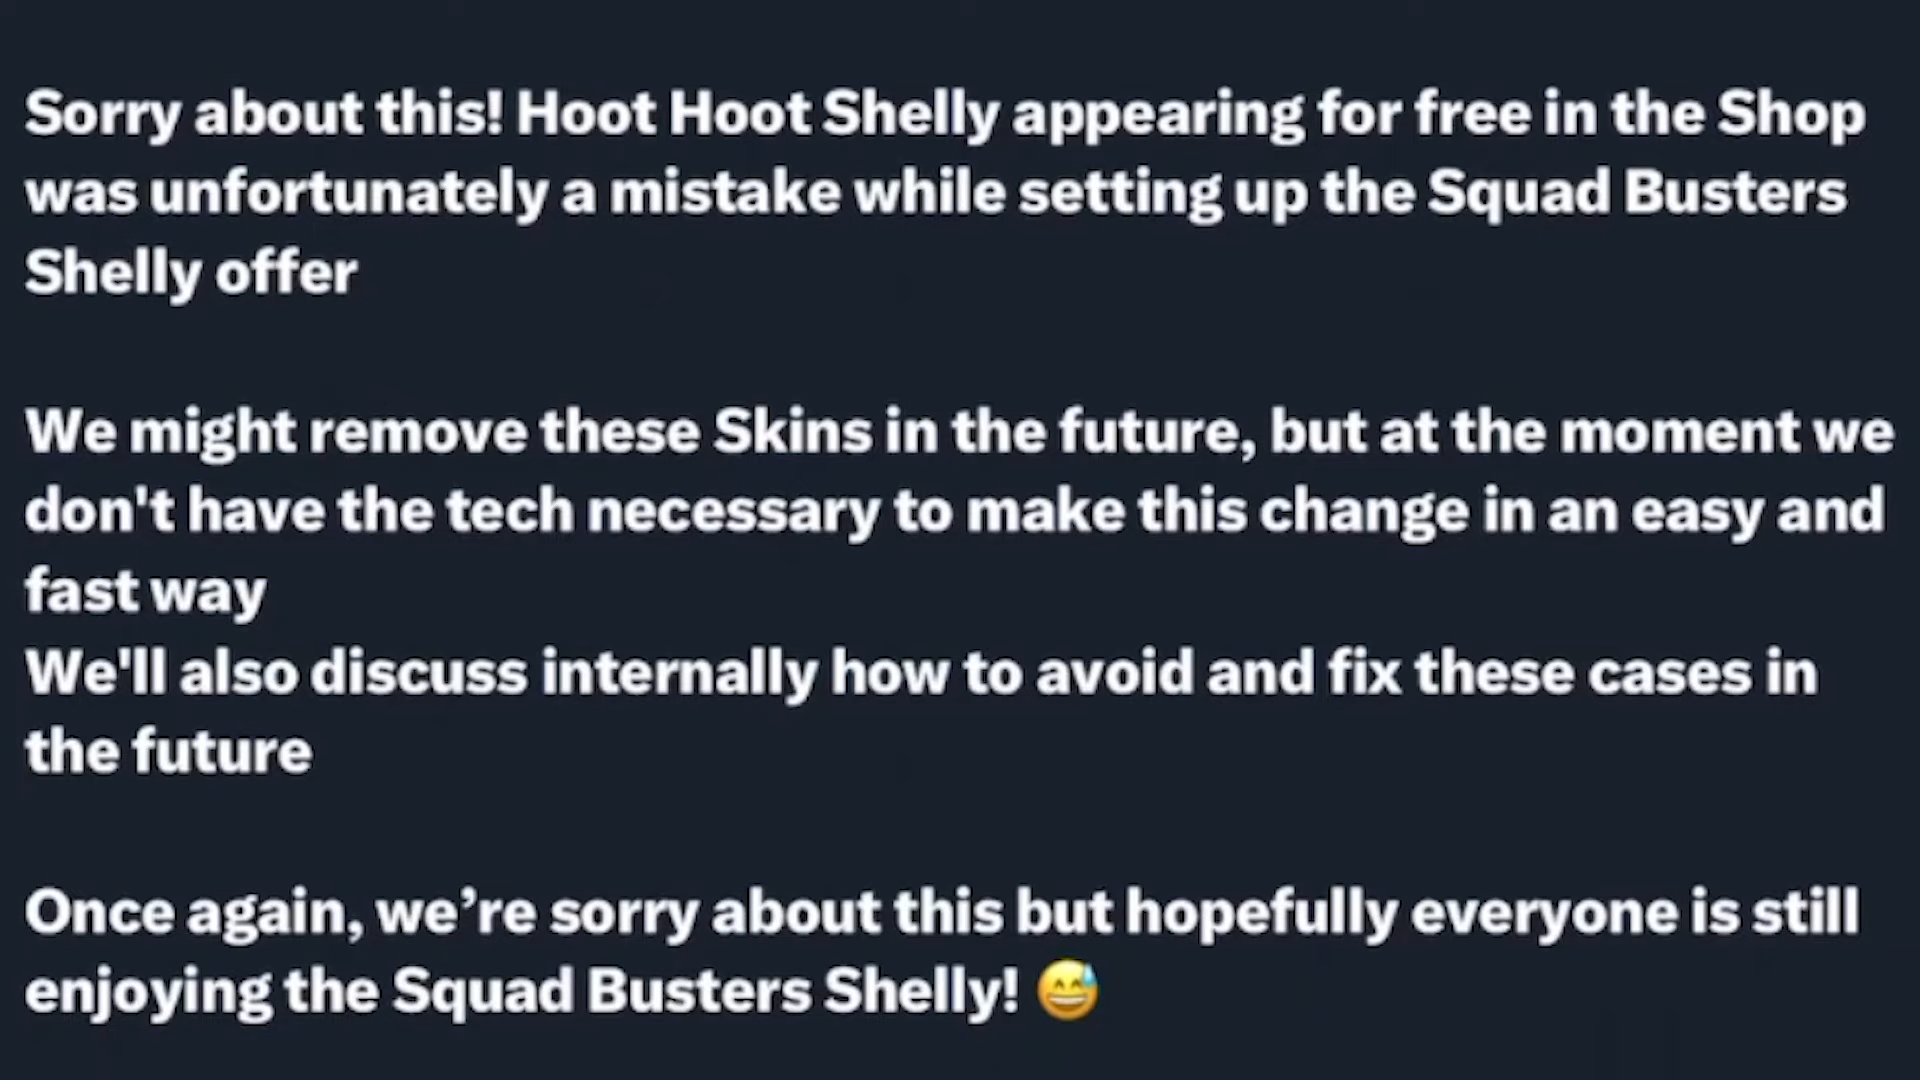 Sorry about this! Hoot Hoot Shelly appearing for free in the Shop
was unfortunately a mistake while setting up the Squad Busters
Shelly offer
We might remove these Skins in the future, but at the moment we
don't have the tech necessary to make this change in an easy and
fast way
We'll also discuss internally how to avoid and fix these cases in
the future
Once again, we’re sorry about this but hopefully everyone is still
enjoying the Squad Busters Shelly! 😅